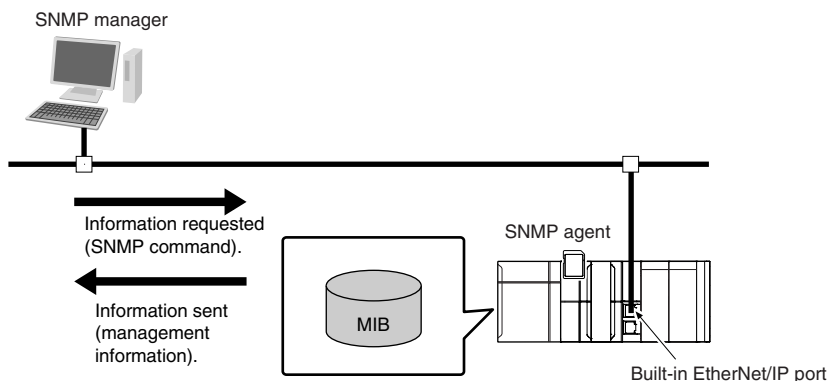 SNMP manager
Information requested
(SNMP command).
SNMP agent
Information sent
(management
information).
MIB
Built-in EtherNet/IP port